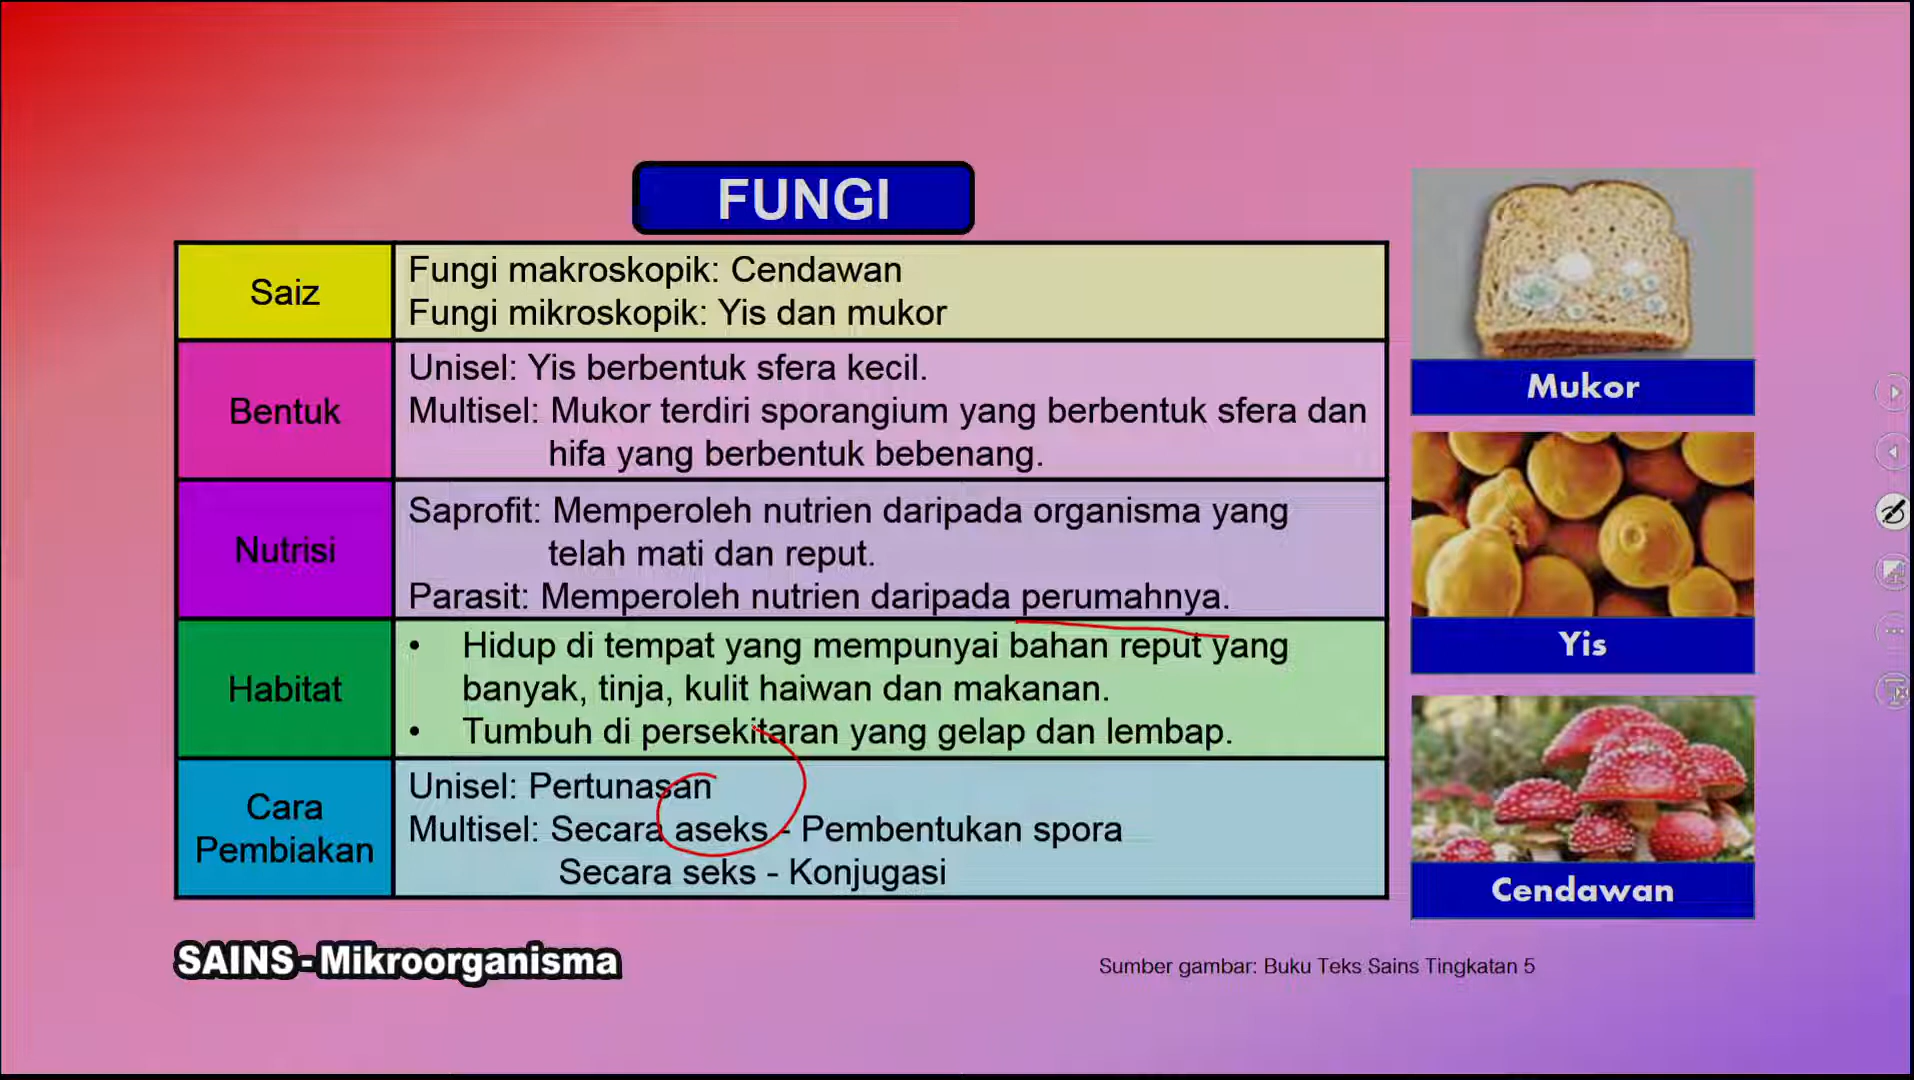 FUNGI
Saiz
Fungi makroskopik: Cendawan
Fungi mikroskopik: Yis dan mukor
Bentuk
Unisel: Yis berbentuk sfera kecil.
Multisel: Mukor terdiri sporangium yang berbentuk sfera dan
hifa yang berbentuk bebenang.
Nutrisi
Saprofit: Memperoleh nutrien daripada organisma yang
telah mati dan reput.
Parasit: Memperoleh nutrien daripada perumahnya.
Habitat
• Hidup di tempat yang mempunyai bahan reput yang
banyak, tinja, kulit haiwan dan makanan.
• Tumbuh di persekitaran yang gelap dan lembap.
Cara
Pembiakan
Unisel: Pertunasan
Multisel: Secara aseks - Pembentukan spora
Secara seks - Konjugasi
Mukor
Yis
Cendawan
SAINS - Mikroorganisma
Sumber gambar: Buku Teks Sains Tingkatan 5